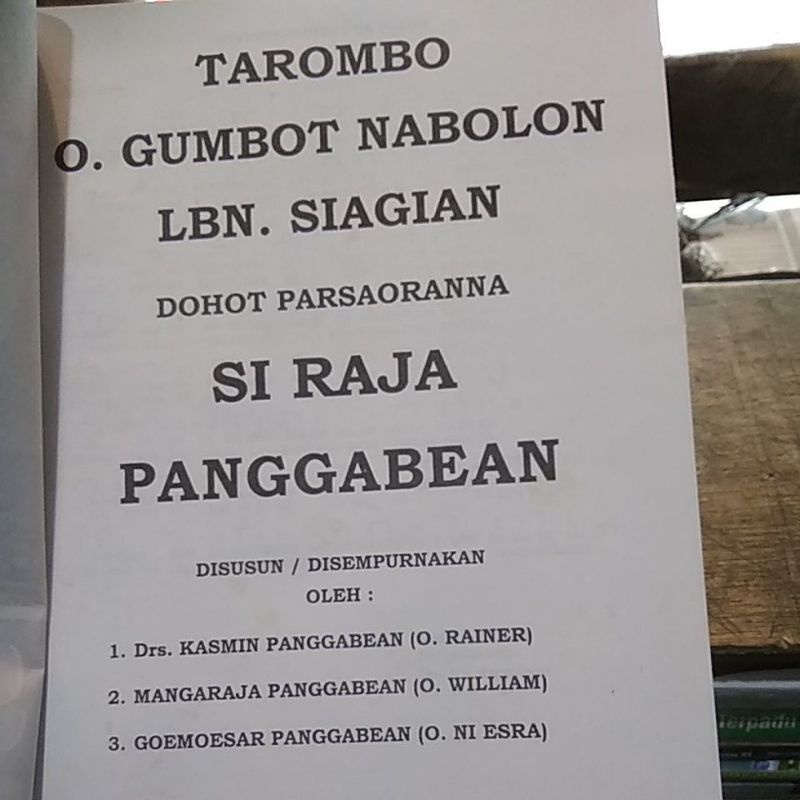 TAROMBO
O. GUMBOT NABOLON
LBN. SIAGIAN
DOHOT PARSAORANNA
SI RAJA
PANGGABEAN
DISUSUN / DISEMPURNAKAN
OLEH :
1. Drs. KASMIN PANGGABEAN (O. RAINER)
2. MANGARAJA PANGGABEAN (O. WILLIAM)
3. GOEMOESAR PANGGABEAN (O. NI ESRA)
Terpadu